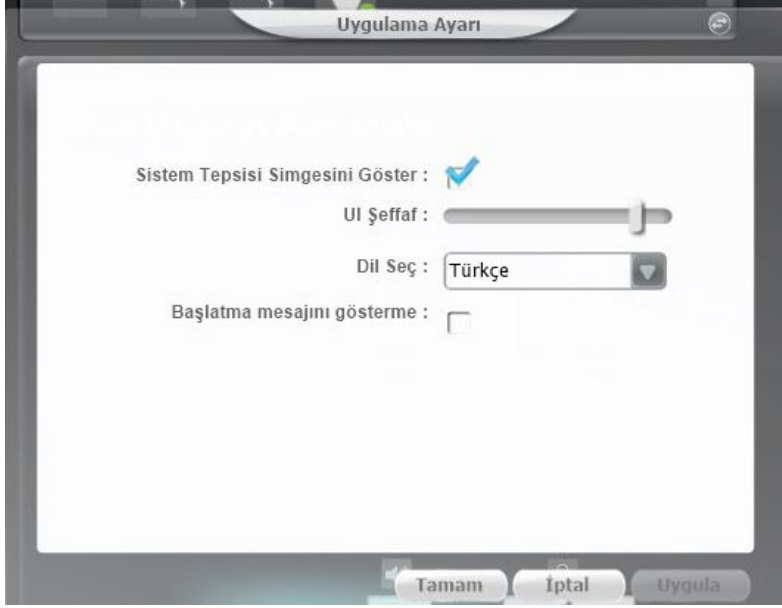 Uygulama Ayarı
Sistem Tepsisi Simgesini Göster :
UI Şeffaf :
Dil Seç : Türkçe
Başlatma mesajını gösterme :
Tamam İptal Uygula